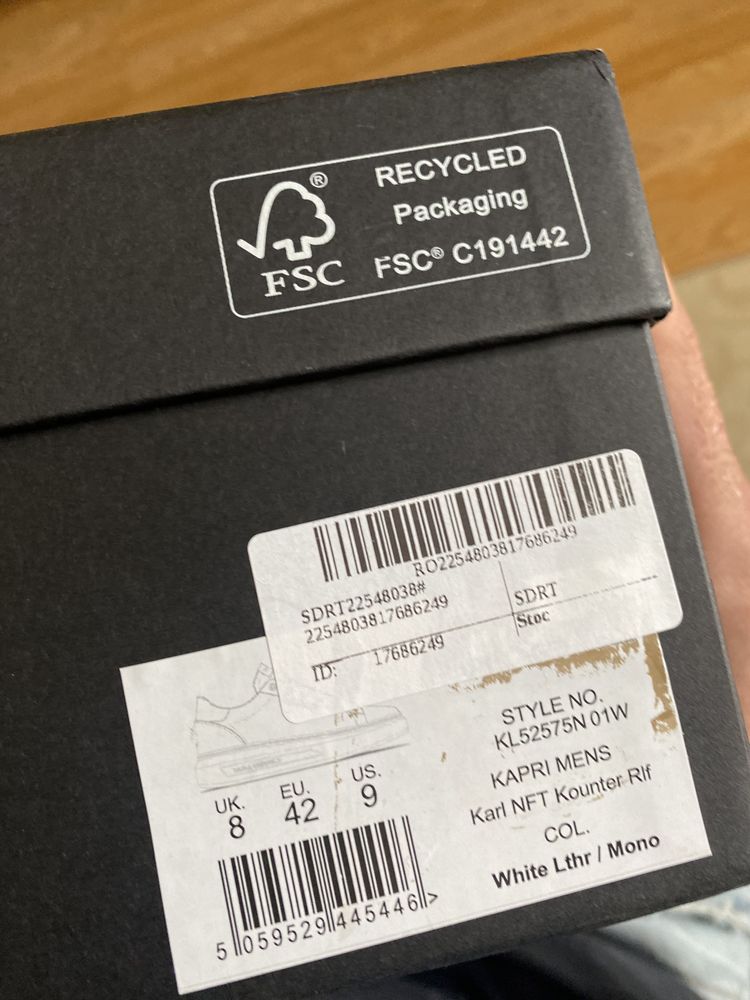 RECYCLED
Packaging
FSC® C191442
®
FSC
RO2254803817686249
SDRT22548038#
2254803817686249
SDRT
Stoc
ID: 17686249
STYLE NO.
KL52575N 01W
KAPRI MENS
Karl NFT Kounter Rlf
COL.
White Lthr / Mono
UK. EU. US.
8 42 9
5 059529 445446 >